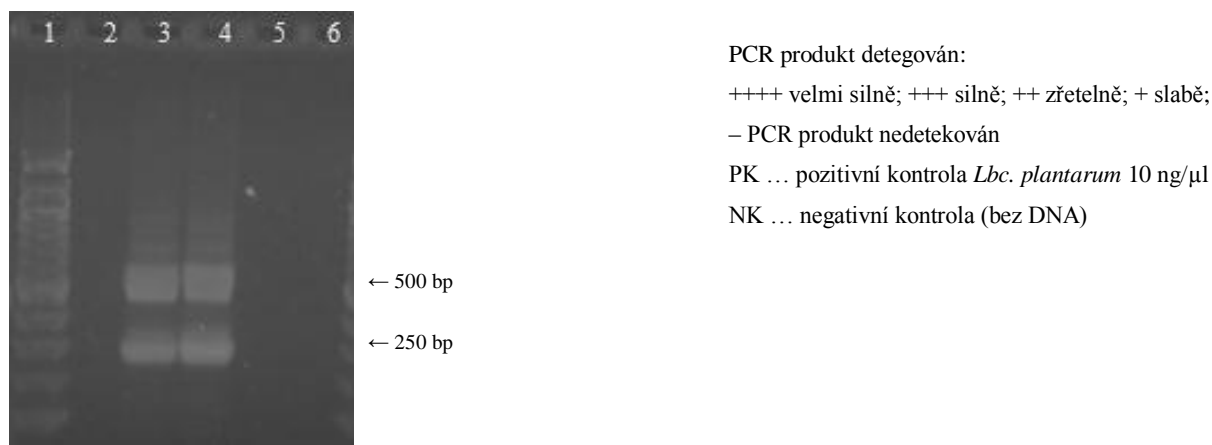 1 2 3 4 5 6
← 500 bp
← 250 bp
PCR produkt detegován:
++++ velmi silně; +++ silně; ++ zřetelně; + slabě;
– PCR produkt nedetekován
PK … pozitivní kontrola Lbc. plantarum 10 ng/µl
NK … negativní kontrola (bez DNA)